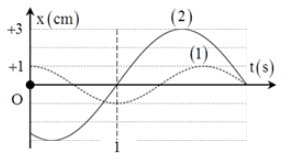 x(cm)
(2)
+3
(1)
+1
t(s)
O
1